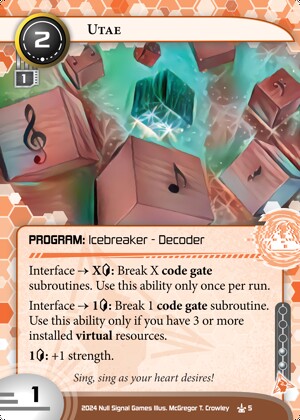 Utae
2
1
PROGRAM: Icebreaker - Decoder
Interface → X: Break X code gate
subroutines. Use this ability only once per run.
Interface → 1: Break 1 code gate subroutine.
Use this ability only if you have 3 or more
installed virtual resources.
1: +1 strength.
Sing, sing as your heart desires!
1
2024 Null Signal Games Illus. McGregor T. Crowley
5